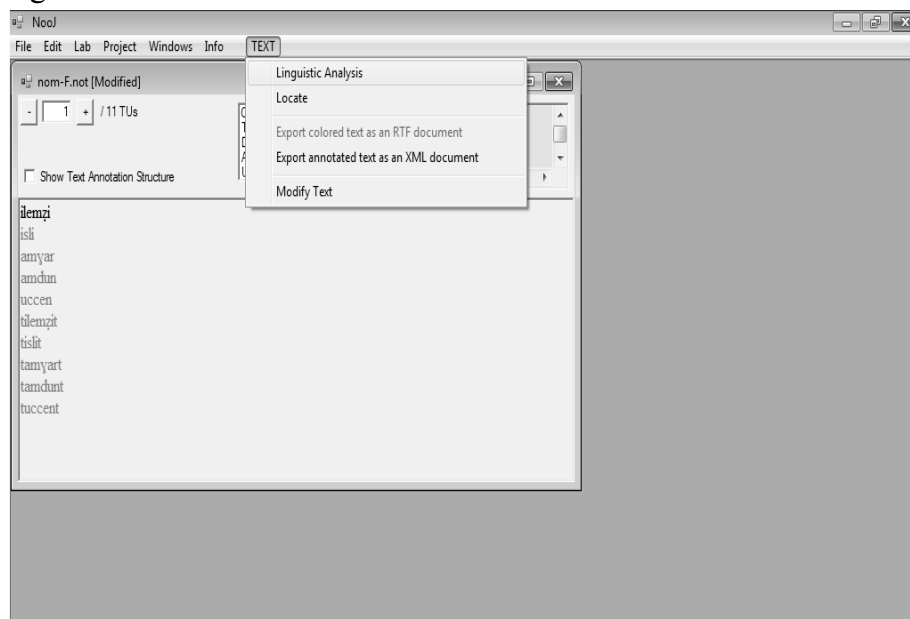 NooJ
File Edit Lab Project Windows Info TEXT
nom-F.not [Modified]
Linguistic Analysis
Locate
Export colored text as an RTF document
Export annotated text as an XML document
Modify Text
- 1 + / 11 TUs
Show Text Annotation Structure
ilemẓi
isli
amɣar
amdun
uccen
tilemẓit
tislit
tamɣart
tamdunt
tuccent